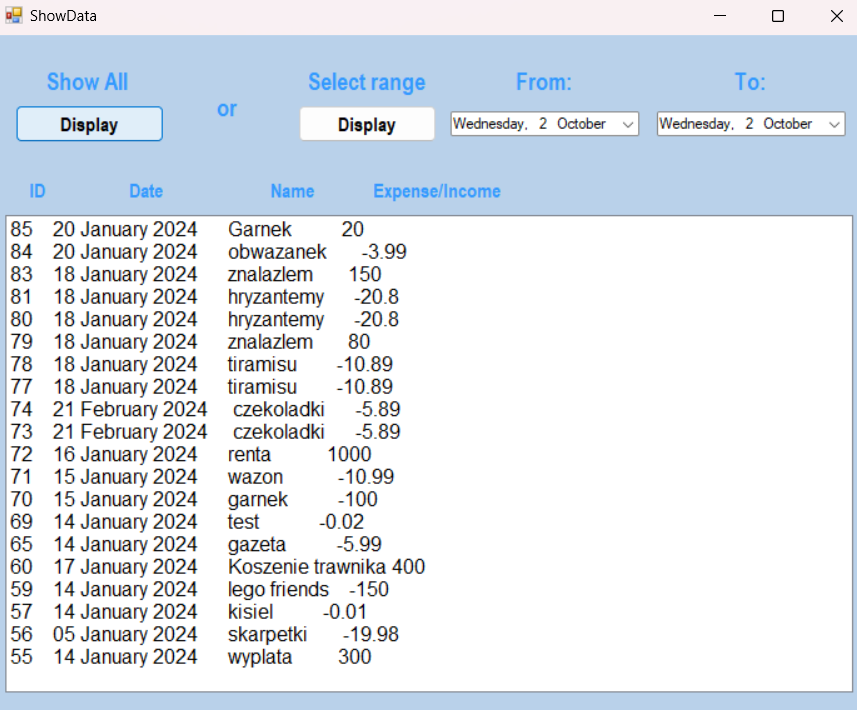 ShowData
Show All Select range From: To:
or
Display Display Wednesday, 2 October Wednesday, 2 October
ID Date Name Expense/Income
85 20 January 2024 Garnek 20
84 20 January 2024 obwazanek -3.99
83 18 January 2024 znalazlem 150
81 18 January 2024 hryzantemy -20.8
80 18 January 2024 hryzantemy -20.8
79 18 January 2024 znalazlem 80
78 18 January 2024 tiramisu -10.89
77 18 January 2024 tiramisu -10.89
74 21 February 2024 czekoladki -5.89
73 21 February 2024 czekoladki -5.89
72 16 January 2024 renta 1000
71 15 January 2024 wazon -10.99
70 15 January 2024 garnek -100
69 14 January 2024 test -0.02
65 14 January 2024 gazeta -5.99
60 17 January 2024 Koszenie trawnika 400
59 14 January 2024 lego friends -150
57 14 January 2024 kisiel -0.01
56 05 January 2024 skarpetki -19.98
55 14 January 2024 wyplata 300